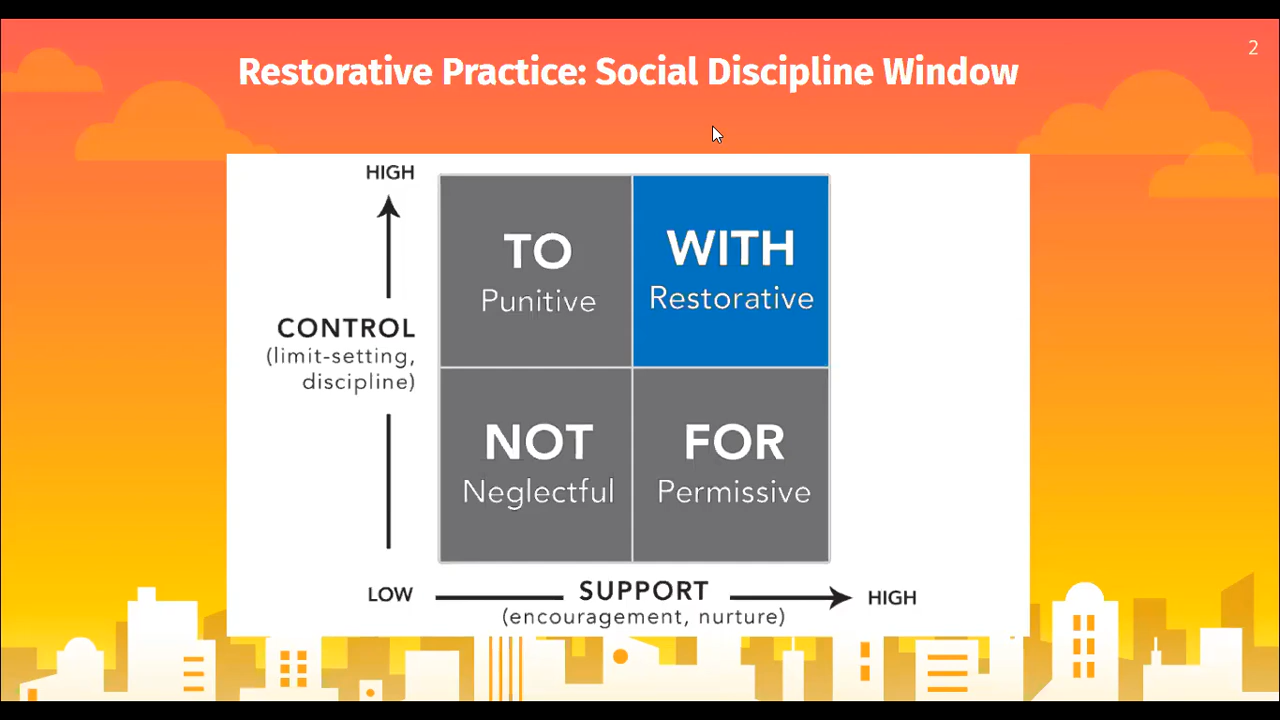 2
Restorative Practice: Social Discipline Window
HIGH
TO
Punitive
WITH
Restorative
CONTROL
(limit-setting,
discipline)
NOT
Neglectful
FOR
Permissive
LOW
SUPPORT
(encouragement, nurture)
HIGH